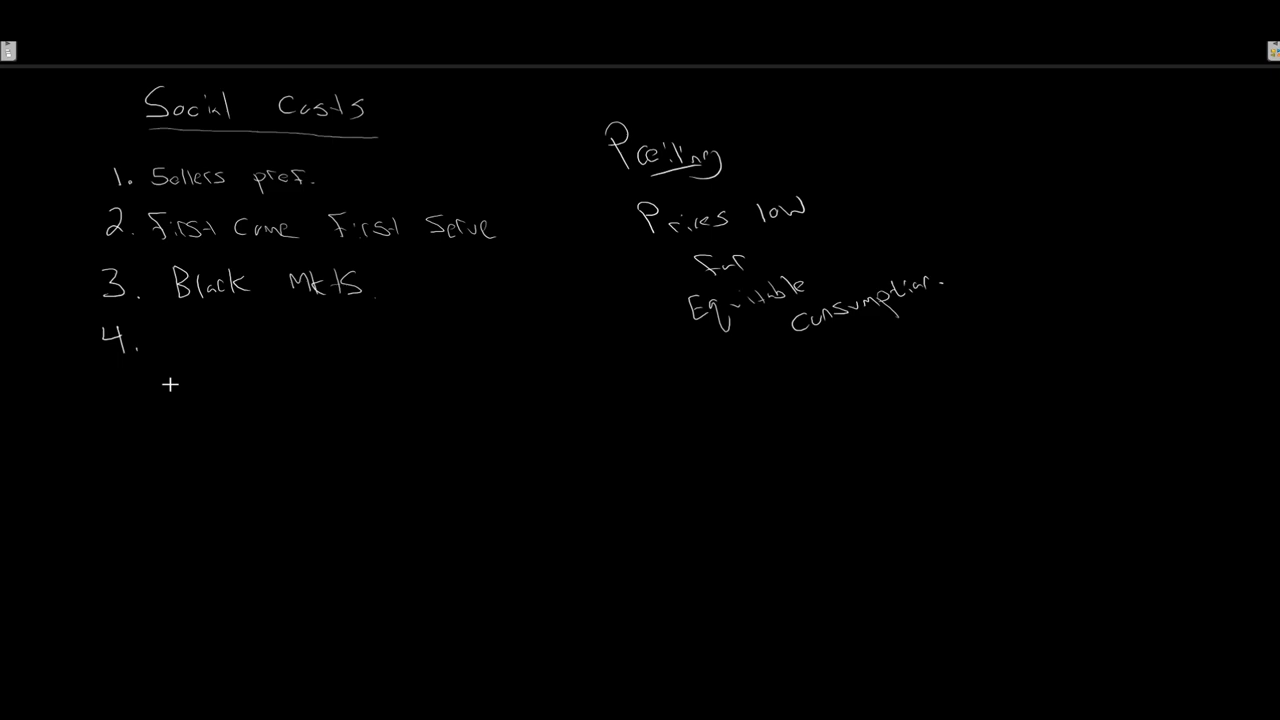 Social Costs
1. Sellers pref.
2. First Come First Serve
3. Black Mkts.
4.
Pceiling
Prices low
for
Equitable
consumption.